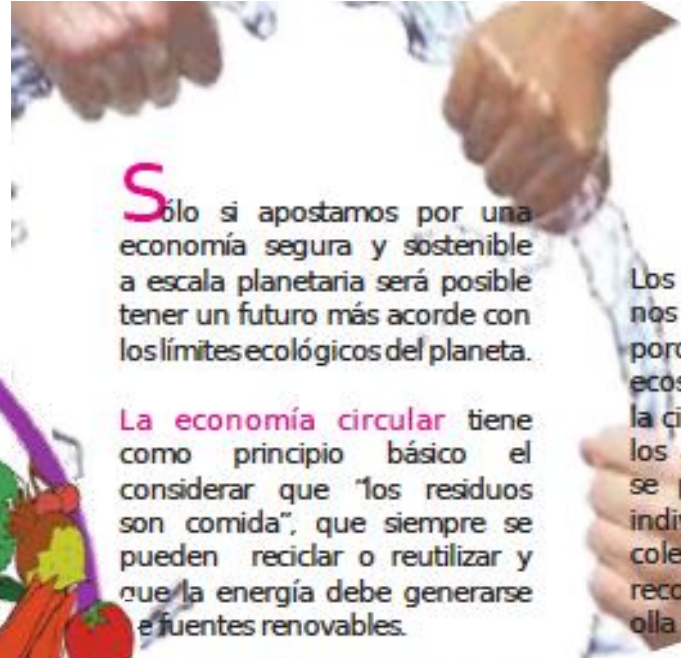 Sólo si apostamos por una
economía segura y sostenible
a escala planetaria será posible
tener un futuro más acorde con
los límites ecológicos del planeta.
La economía circular tiene
como principio básico el
considerar que "los residuos
son comida", que siempre se
pueden reciclar o reutilizar y
que la energía debe generarse
e fuentes renovables.
Los
nos
la
los
se
olla